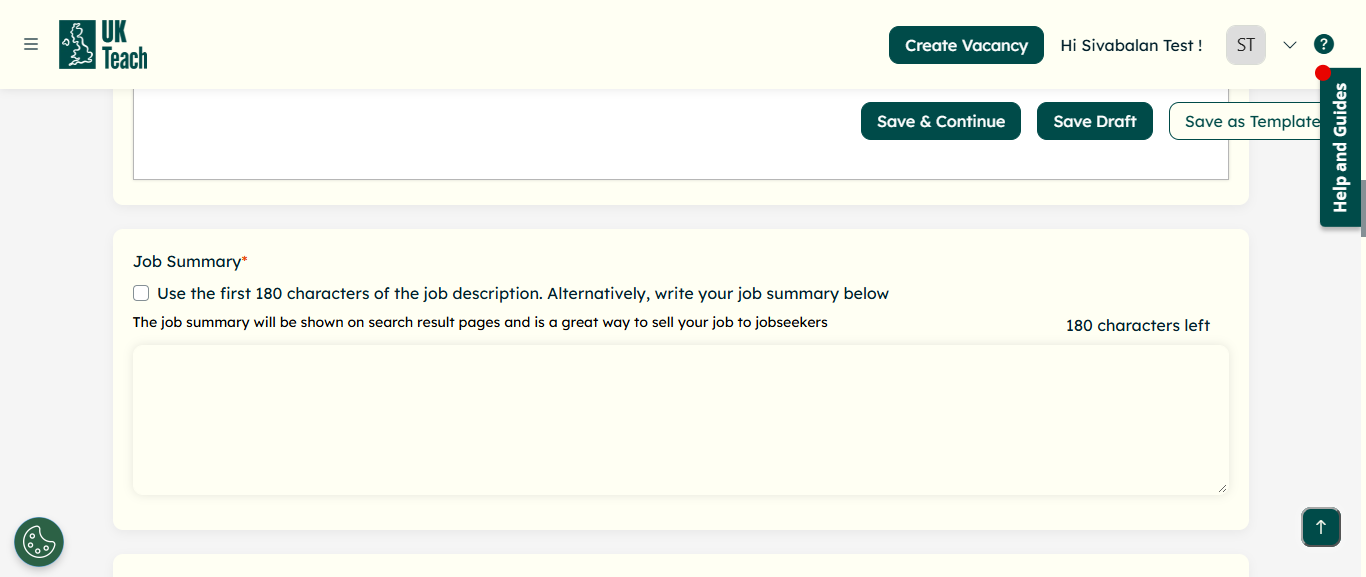 UK
Teach
Create Vacancy
Hi Sivabalan Test !
ST
?
Save & Continue
Save Draft
Save as Template
Help and Guides
Job Summary*
Use the first 180 characters of the job description. Alternatively, write your job summary below
The job summary will be shown on search result pages and is a great way to sell your job to jobseekers
180 characters left